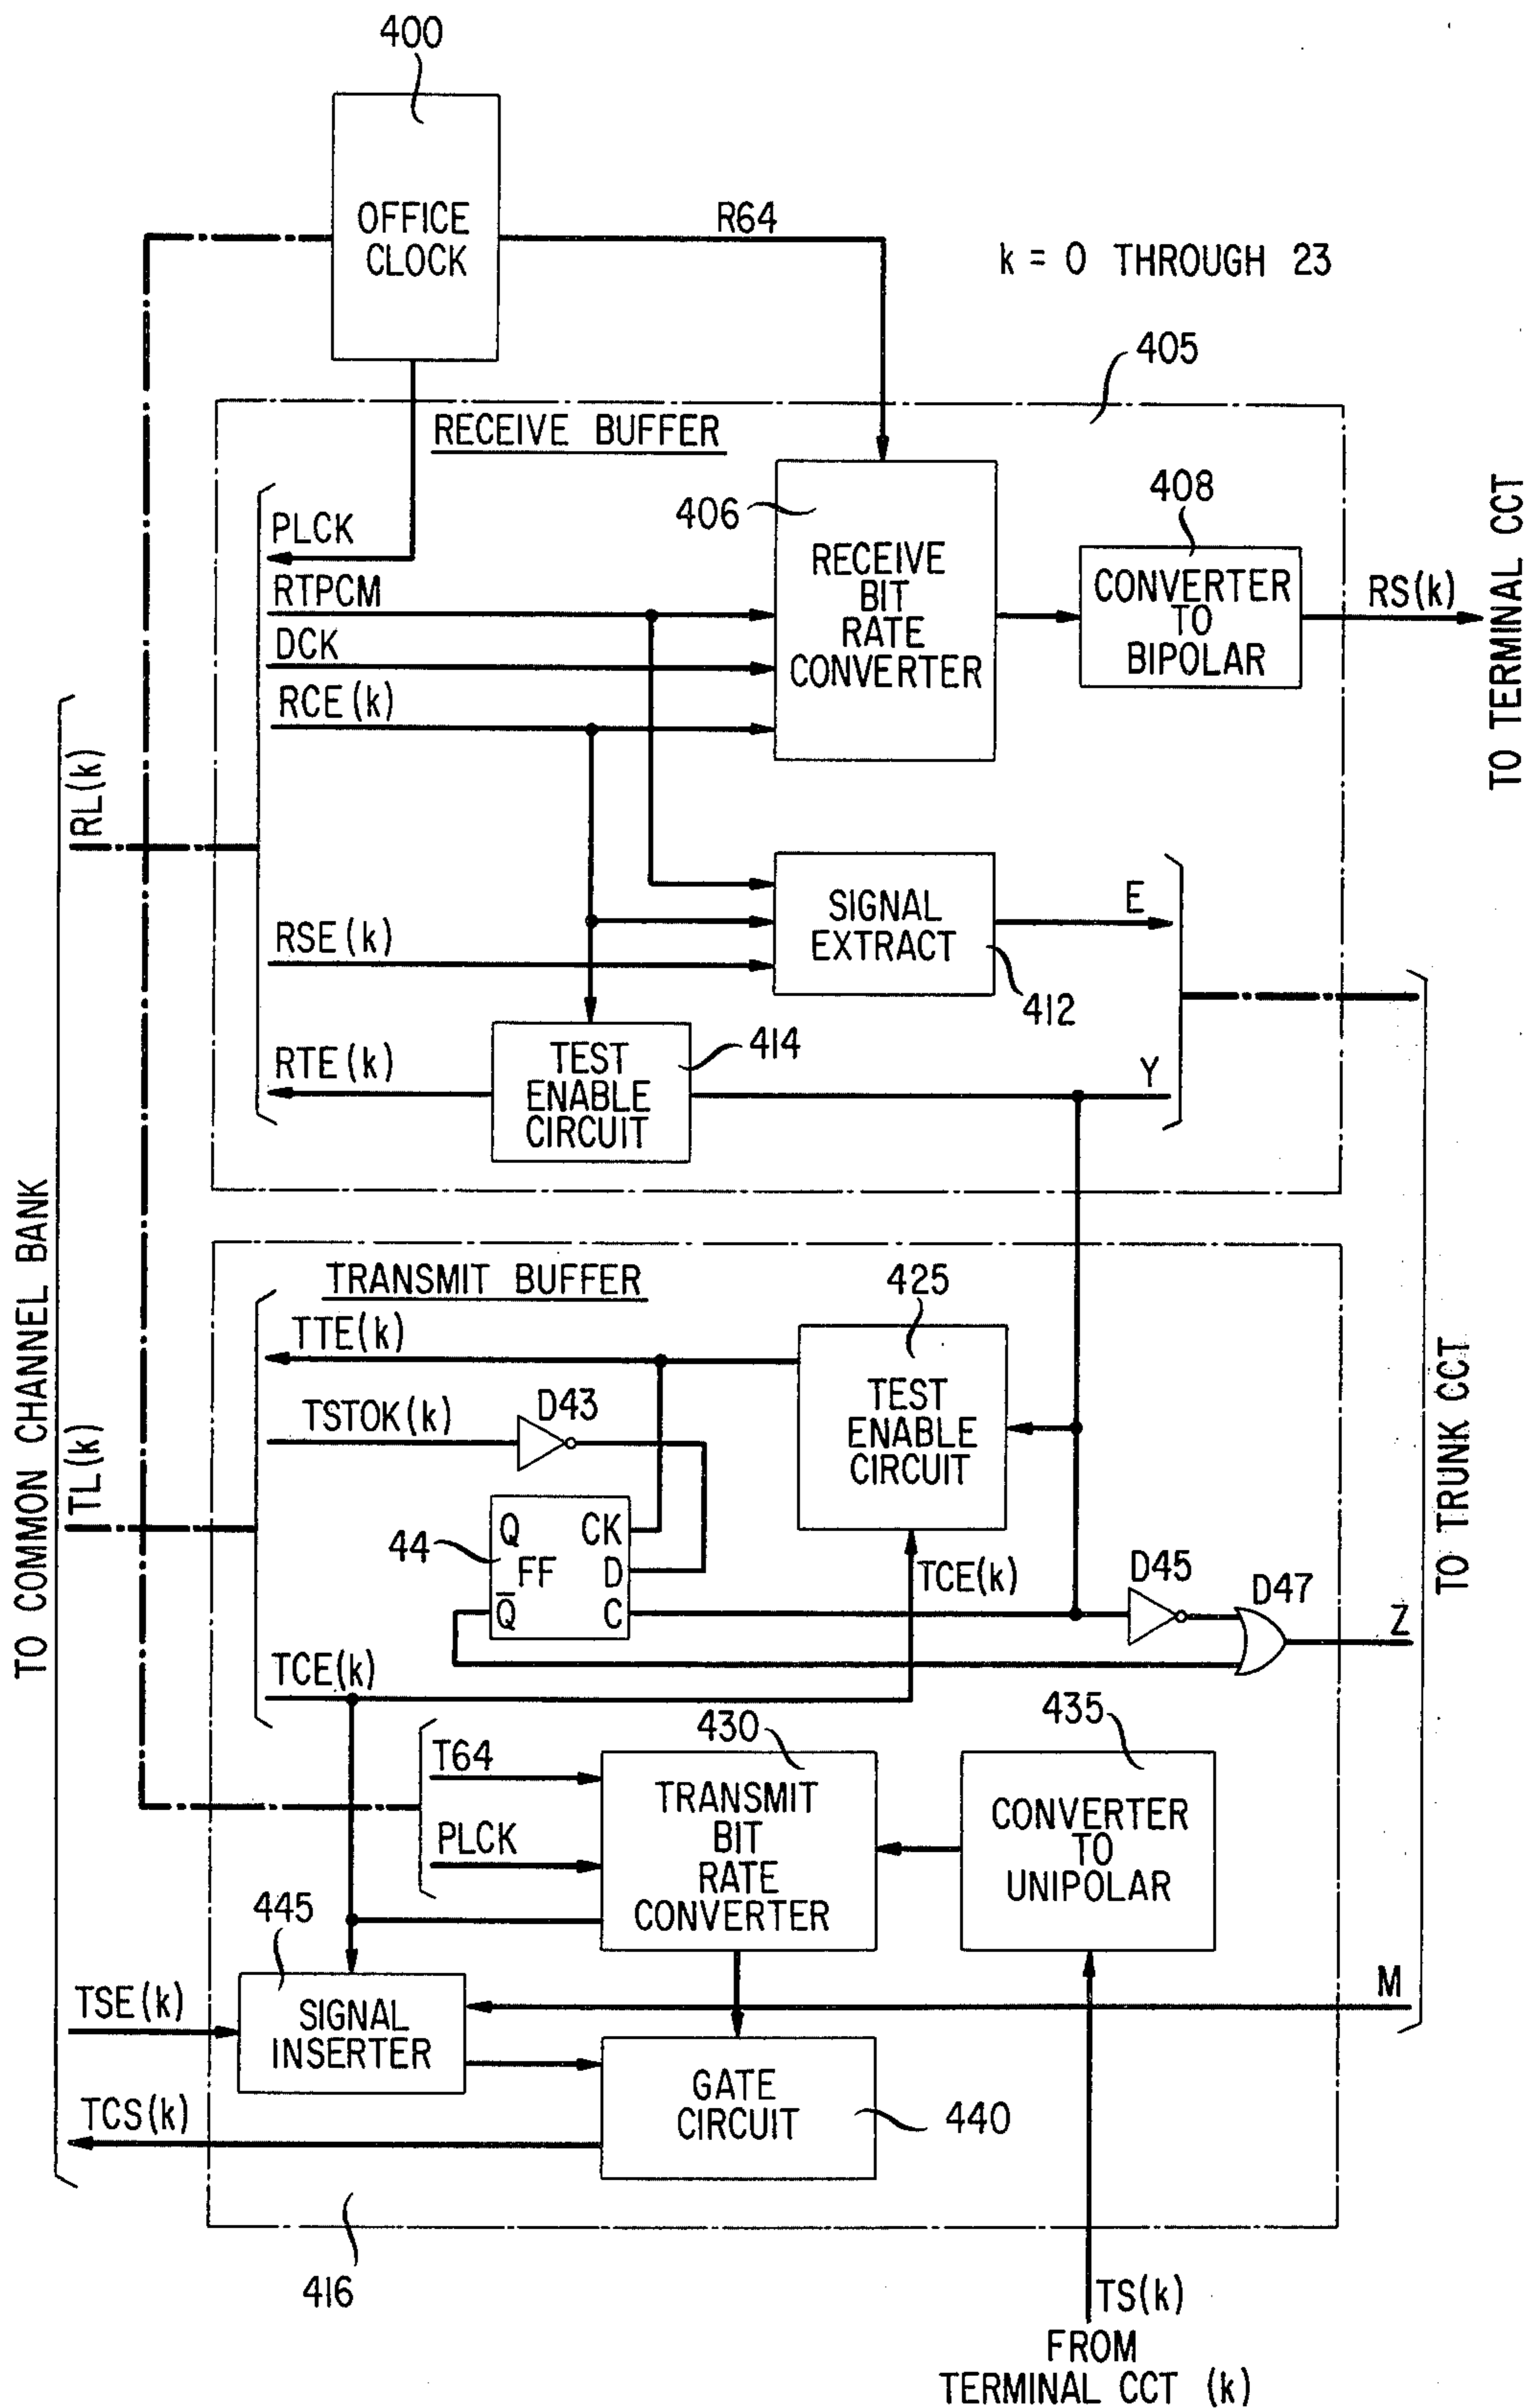 400
OFFICE
CLOCK
R64
k = 0 THROUGH 23
405
RECEIVE BUFFER
406
408
PLCK
RTPCM
DCK
RCE(k)
RECEIVE
BIT
RATE
CONVERTER
CONVERTER
TO
BIPOLAR
RS(k)
TO TERMINAL CCT
RL(k)
RSE(k)
SIGNAL
EXTRACT
E
412
RTE(k)
TEST
ENABLE
CIRCUIT
414
Y
TO COMMON CHANNEL BANK
TRANSMIT BUFFER
425
TTE(k)
TSTOK(k)
D43
TEST
ENABLE
CIRCUIT
TL(k)
44
Q
CK
FF
D
Q̅
C
TCE(k)
D45
D47
Z
TO TRUNK CCT
TCE(k)
430
435
T64
PLCK
TRANSMIT
BIT
RATE
CONVERTER
CONVERTER
TO
UNIPOLAR
445
TSE(k)
SIGNAL
INSERTER
M
TCS(k)
GATE
CIRCUIT
440
416
TS(k)
FROM
TERMINAL CCT (k)